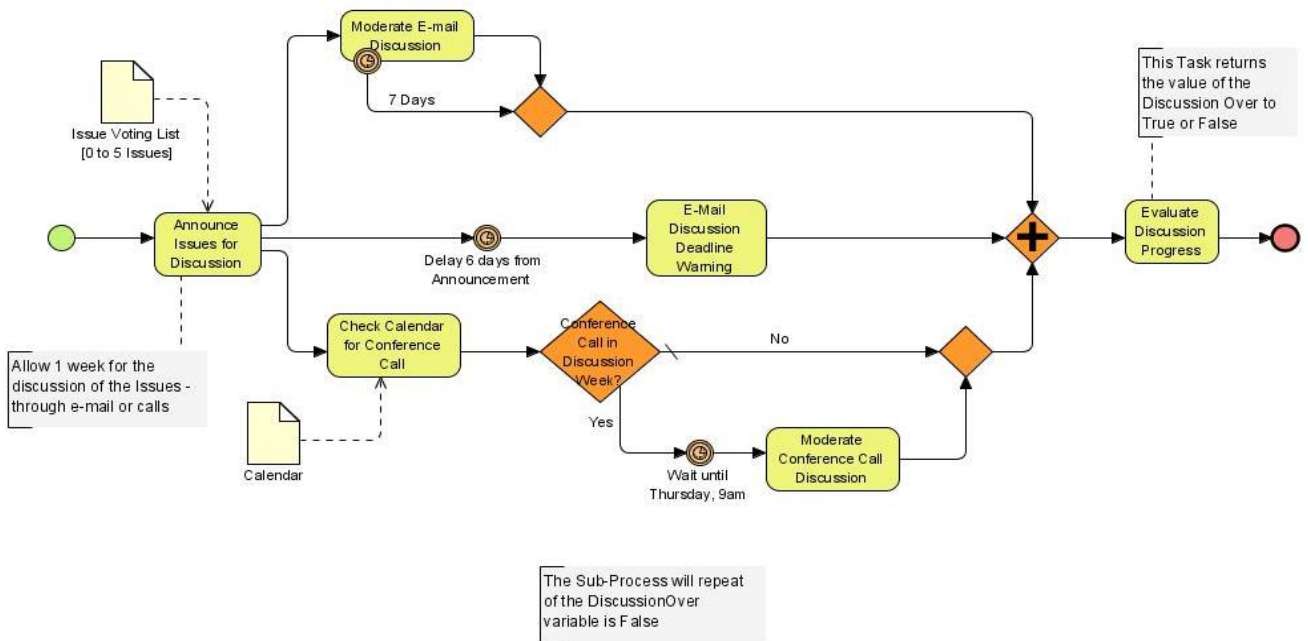 Moderate E-mail
Discussion
7 Days
This Task returns
the value of the
Discussion Over to
True or False
Issue Voting List
[0 to 5 Issues]
Announce
Issues for
Discussion
Delay 6 days from
Announcement
E-Mail
Discussion
Deadline
Warning
Evaluate
Discussion
Progress
Allow 1 week for the
discussion of the Issues -
through e-mail or calls
Check Calendar
for Conference
Call
Conference
Call in
Discussion
Week?
No
Yes
Calendar
Wait until
Thursday, 9am
Moderate
Conference Call
Discussion
The Sub-Process will repeat
of the DiscussionOver
variable is False